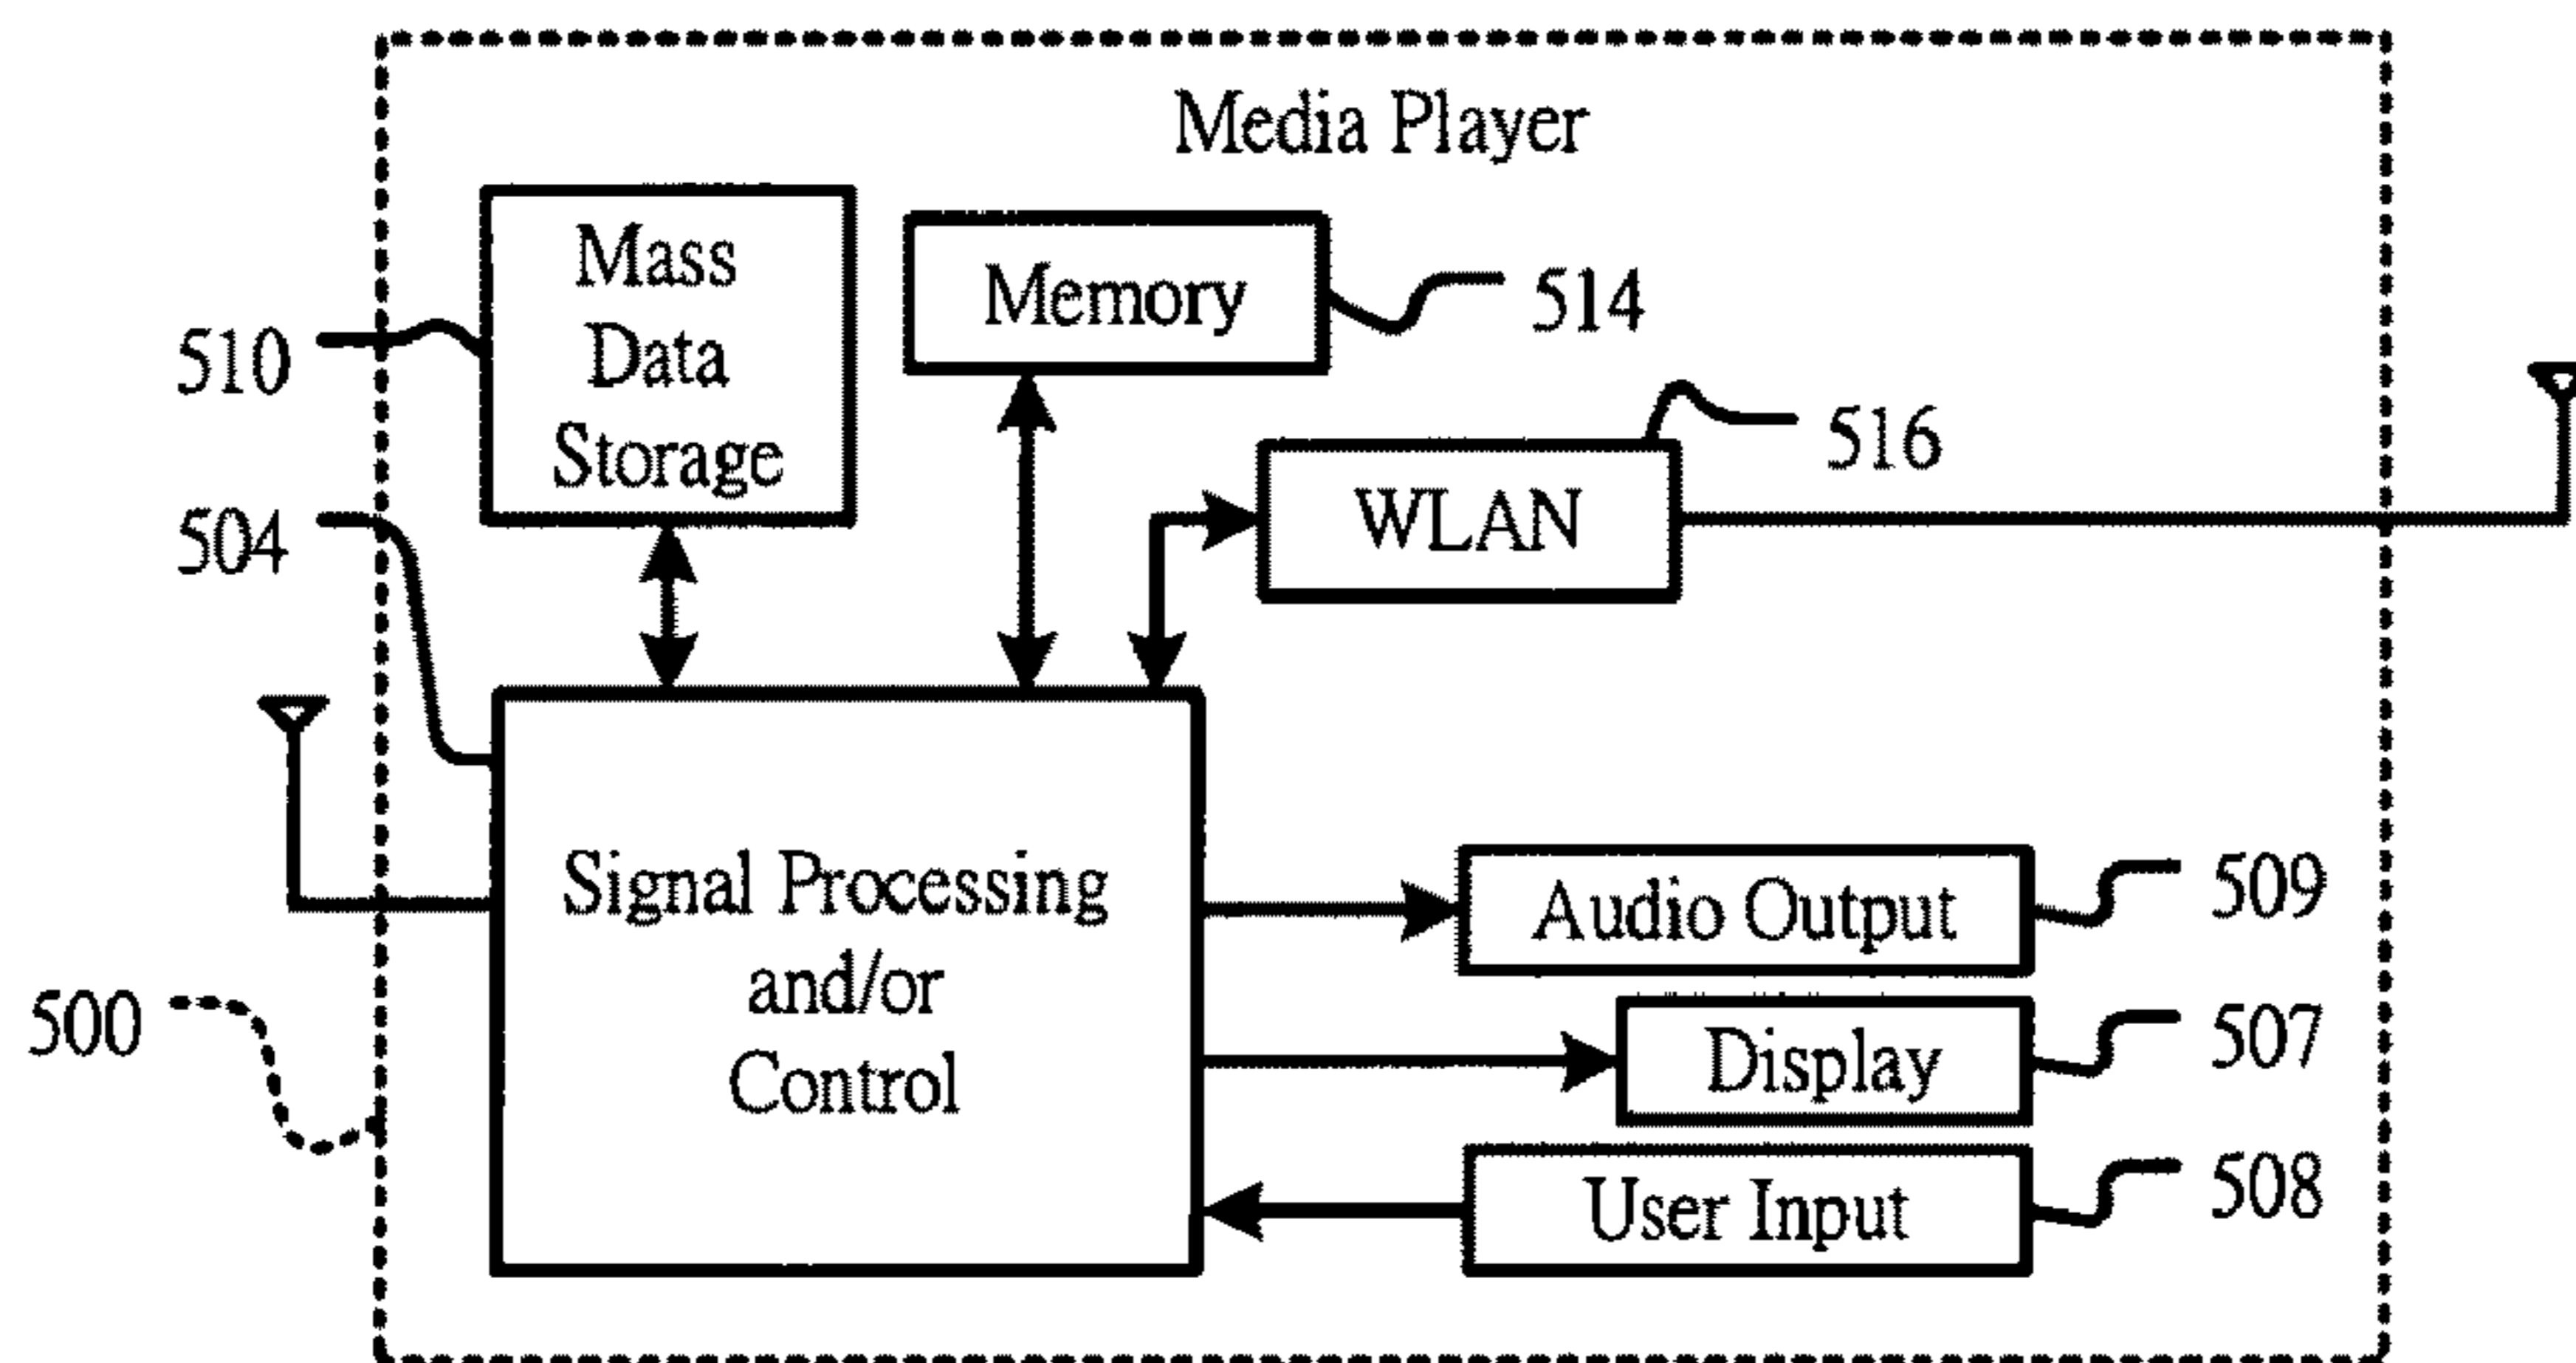 Media Player
Mass
Data
Storage
510
Memory
514
504
WLAN
516
Signal Processing
and/or
Control
500
Audio Output
509
Display
507
User Input
508